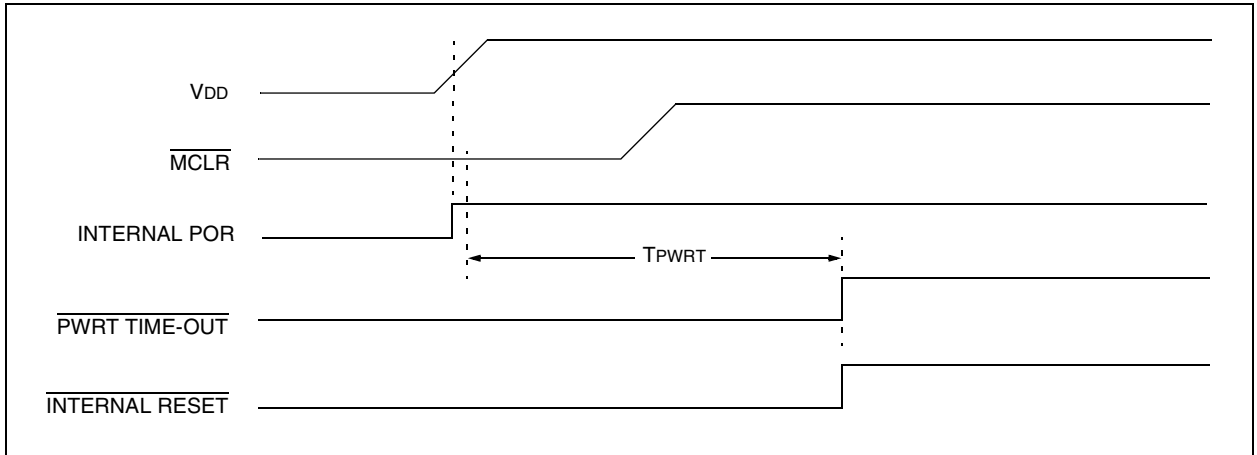 VDD
MCLR
INTERNAL POR
TPWRT
PWRT TIME-OUT
INTERNAL RESET